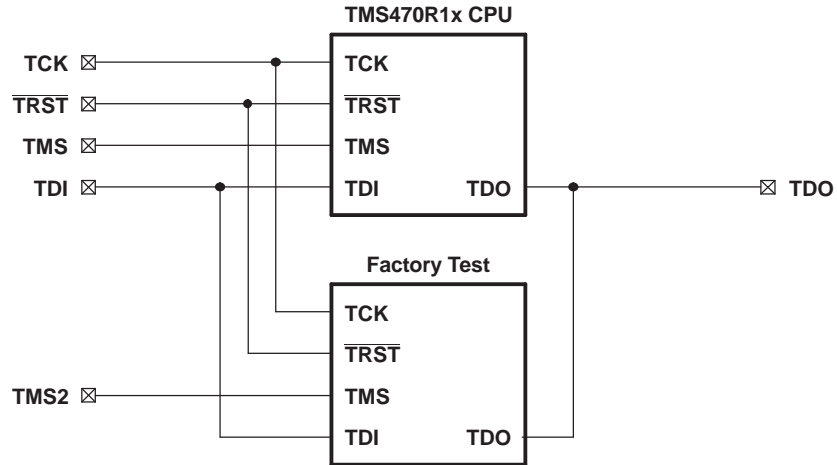 TMS470R1x CPU
TCK
TRST
TMS
TDI
TCK
TRST
TMS
TDI TDO
TDO
Factory Test
TCK
TRST
TMS
TDI TDO
TMS2